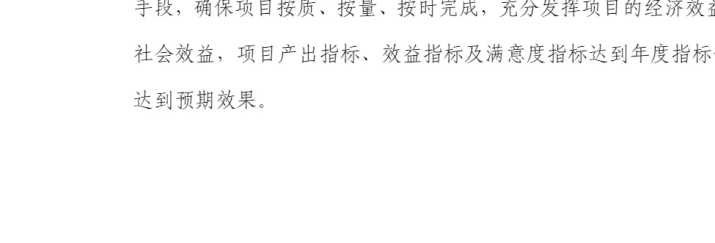 手段，确保项目按质、按量、按时完成，充分发挥项目的经济效益
社会效益，项目产出指标、效益指标及满意度指标达到年度指标
达到预期效果。